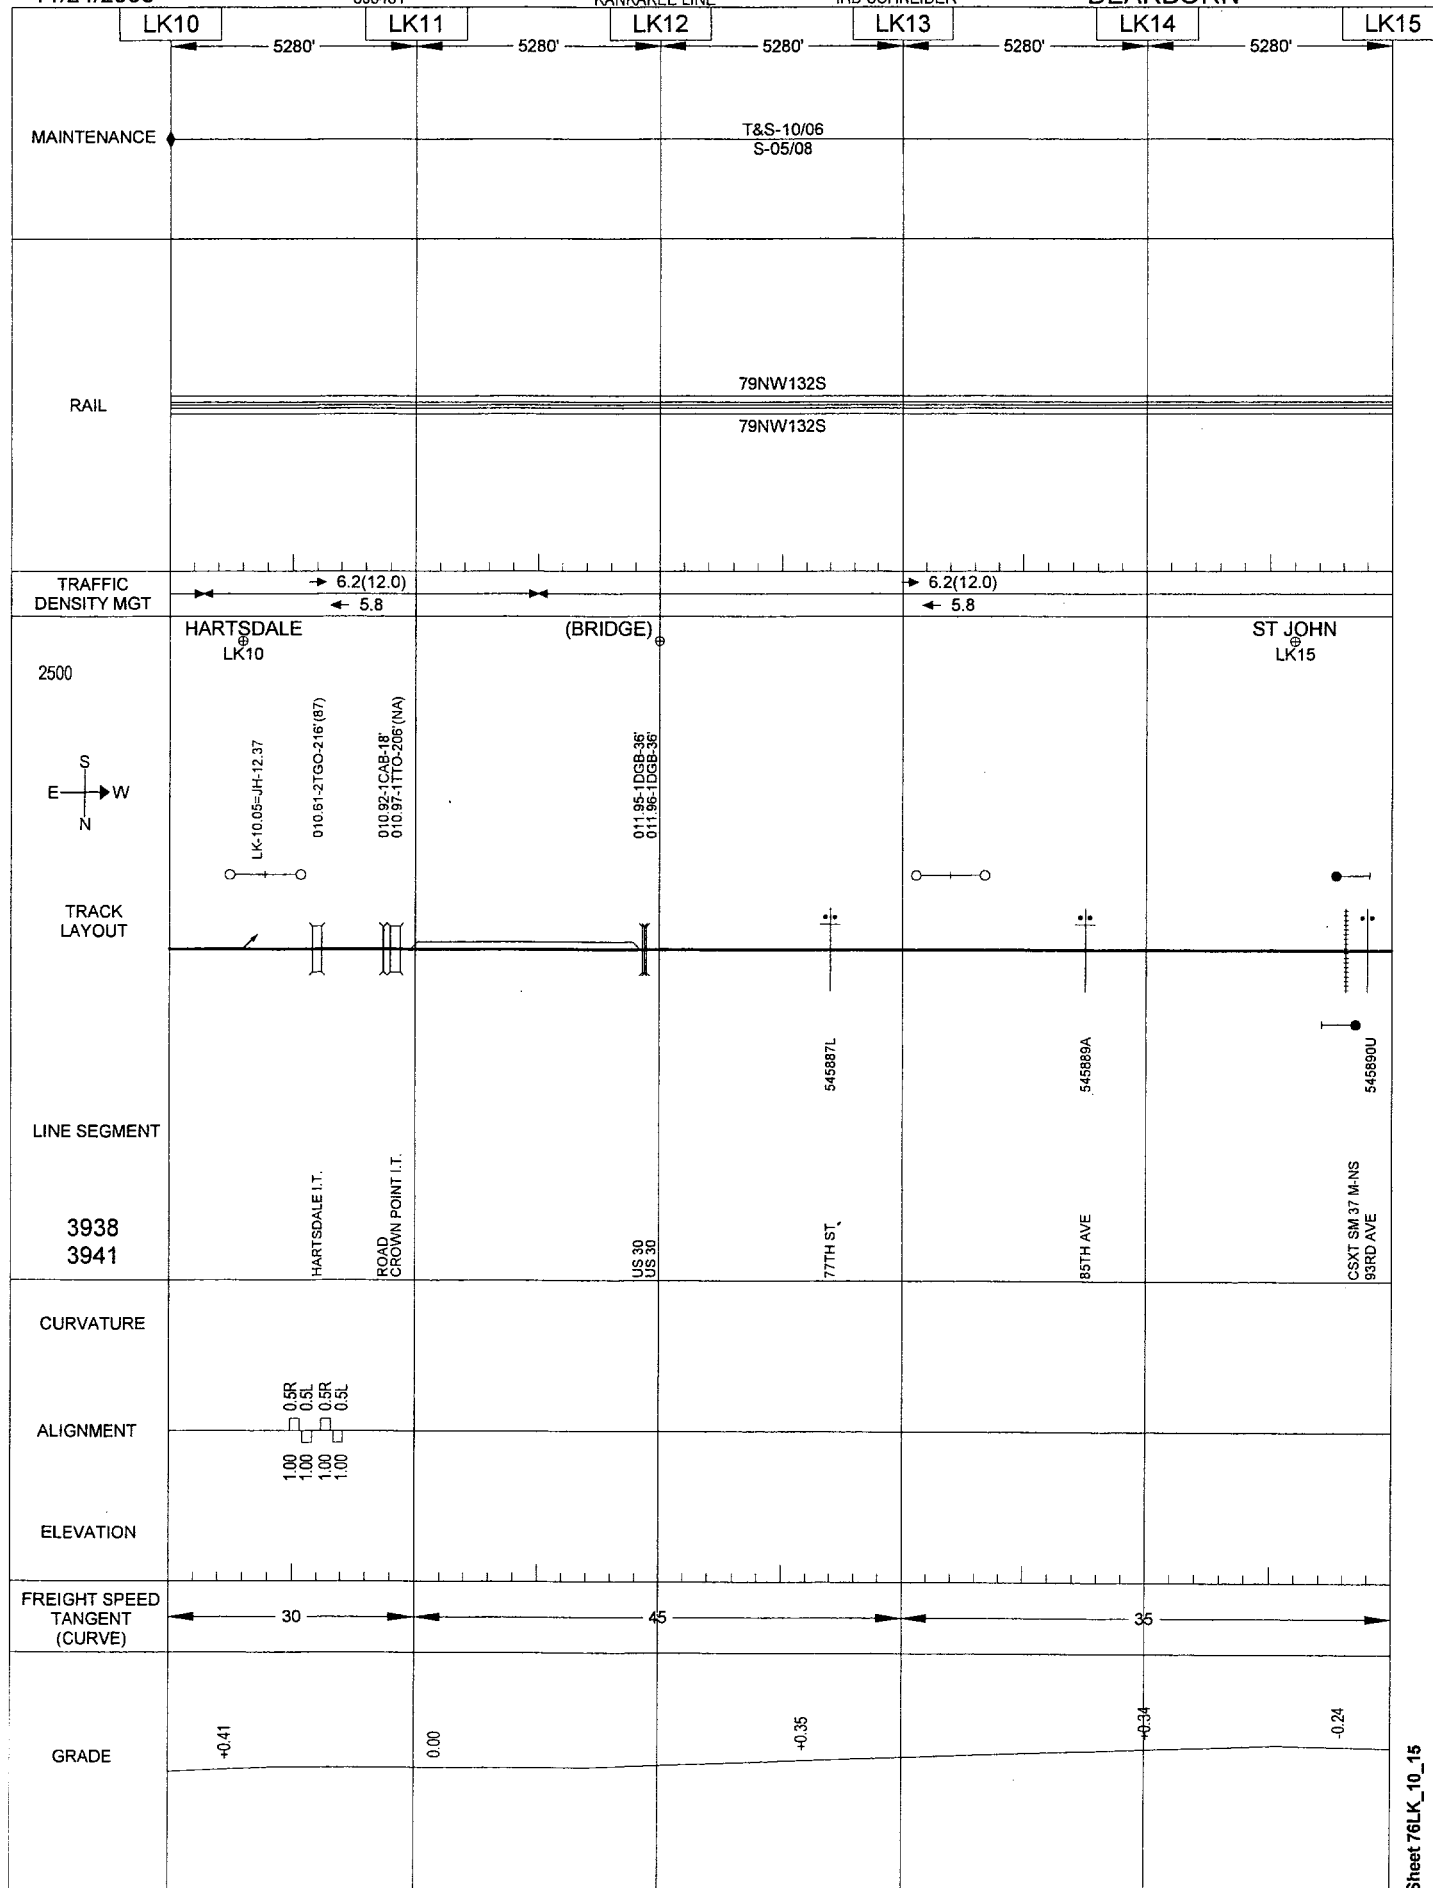 KANKAKEE LINE
DEARBORN
LK10
LK11
LK12
LK13
LK14
LK15
5280'
5280'
5280'
5280'
5280'
MAINTENANCE
T&S-10/06
S-05/08
RAIL
79NW132S
79NW132S
TRAFFIC
DENSITY MGT
6.2(12.0)
5.8
6.2(12.0)
5.8
HARTSDALE
LK10
(BRIDGE)
ST JOHN
LK15
2500
S
E
W
N
LK-10.05=JH-12.37
010.61-2TGO-216'(87)
010.92-1CAB-18'
010.97-1TTO-206'(NA)
011.95-1DGB-36'
011.96-1DGB-36'
TRACK
LAYOUT
545887L
545889A
545890U
LINE SEGMENT
3938
3941
HARTSDALE I.T.
ROAD
CROWN POINT I.T.
US 30
US 30
77TH ST
85TH AVE
CSXT SM 37 M-NS
93RD AVE
CURVATURE
ALIGNMENT
0.5R
0.5L
0.5R
0.5L
1.00
1.00
1.00
1.00
ELEVATION
FREIGHT SPEED
TANGENT
(CURVE)
30
45
35
GRADE
+0.41
0.00
+0.35
+0.34
-0.24
Sheet 76LK_10_15